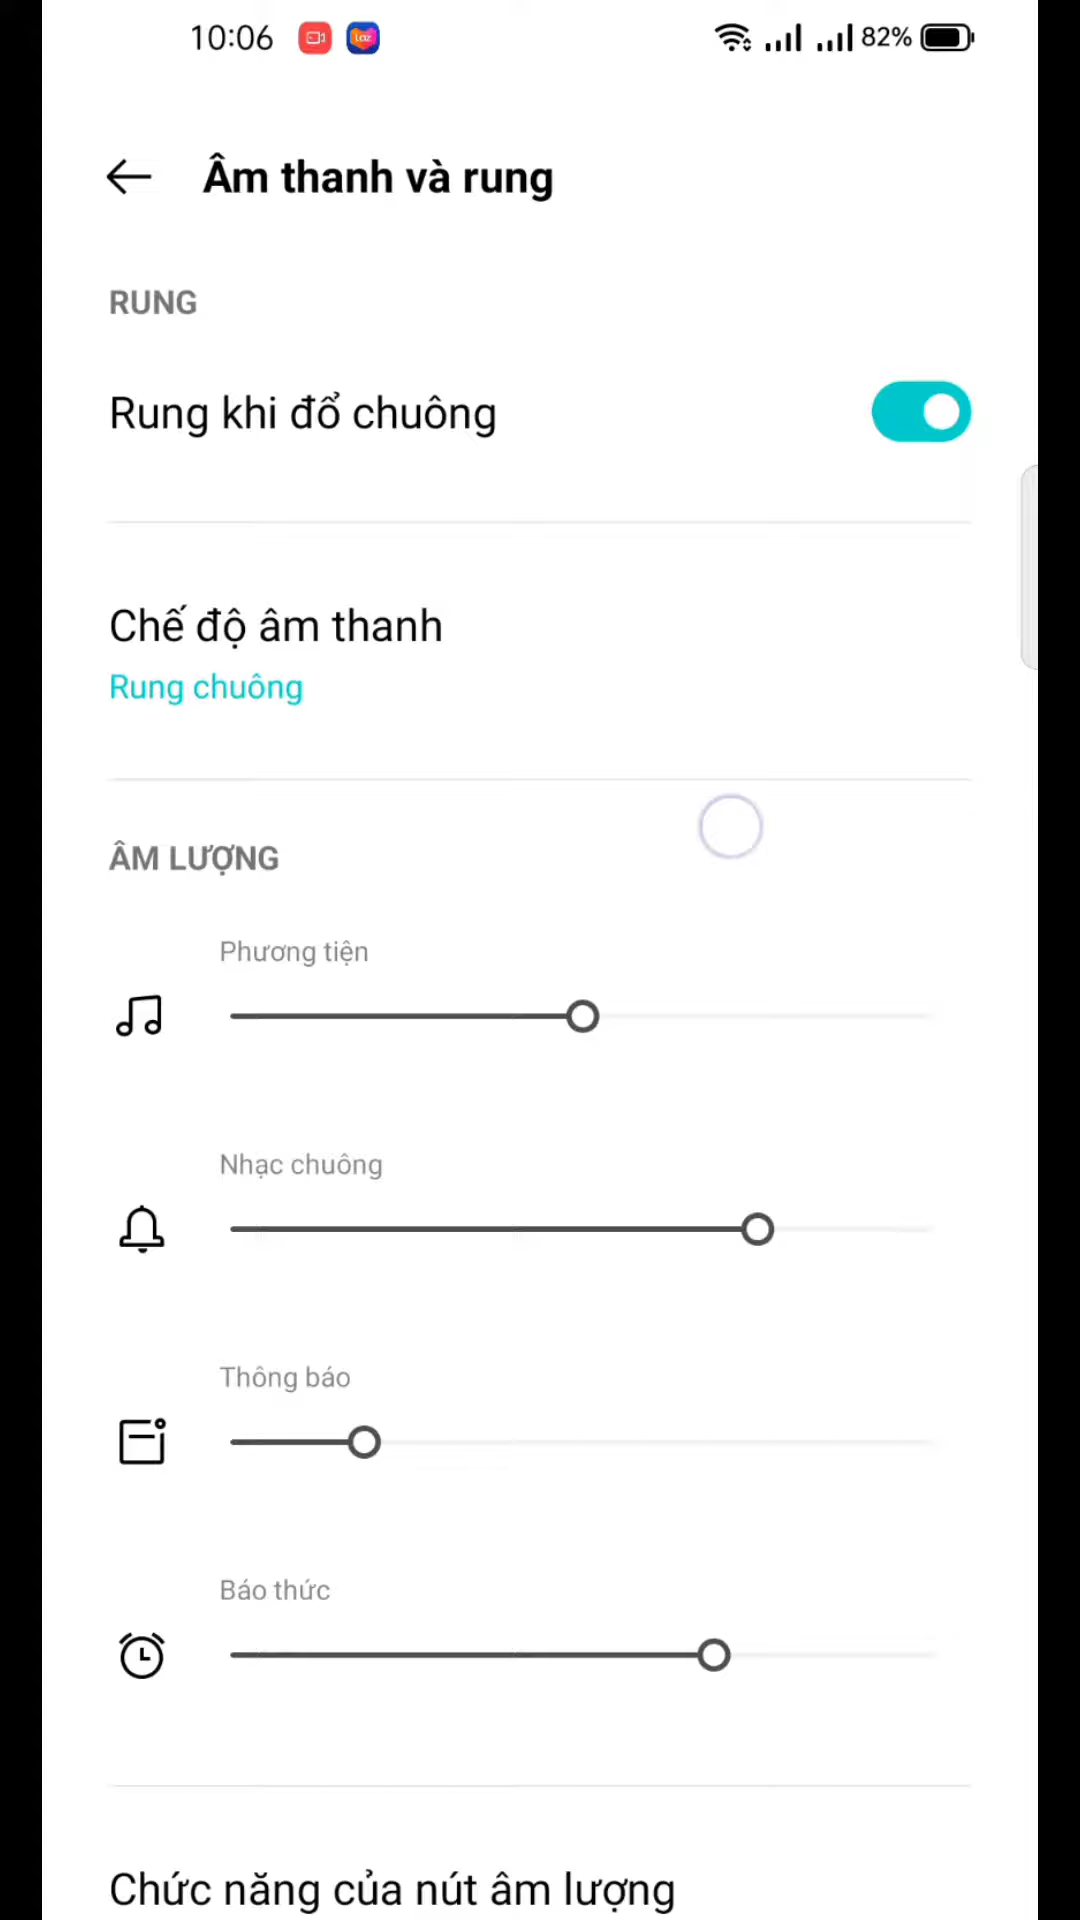 10:06 Laz 82%
Âm thanh và rung
RUNG
Rung khi đổ chuông
Chế độ âm thanh
Rung chuông
ÂM LƯỢNG
Phương tiện
Nhạc chuông
Thông báo
Báo thức
Chức năng của nút âm lượng